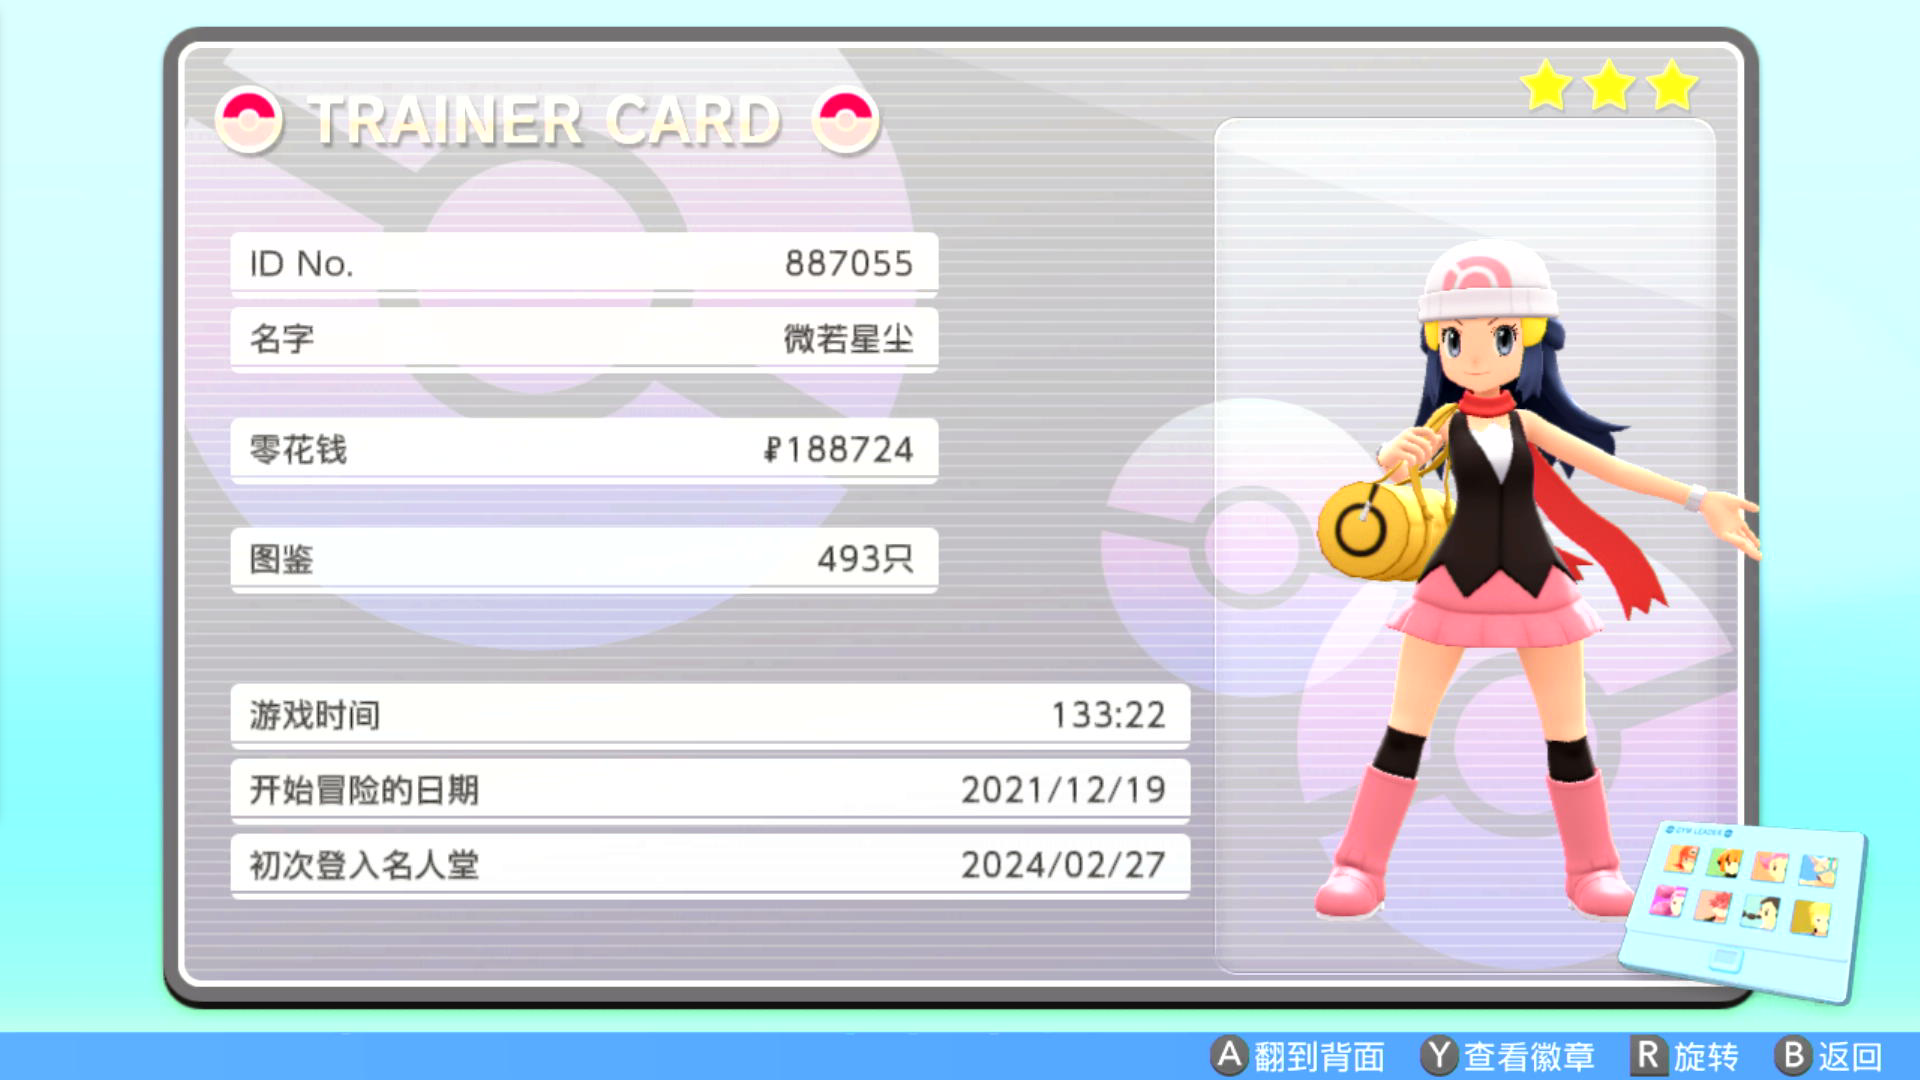 TRAINER CARD
ID No. 887055
名字 微若星尘
零花钱 ₽188724
图鉴 493只
游戏时间 133:22
开始冒险的日期 2021/12/19
初次登入名人堂 2024/02/27
GYM LEADER
A 翻到背面 Y 查看徽章 R 旋转 B 返回